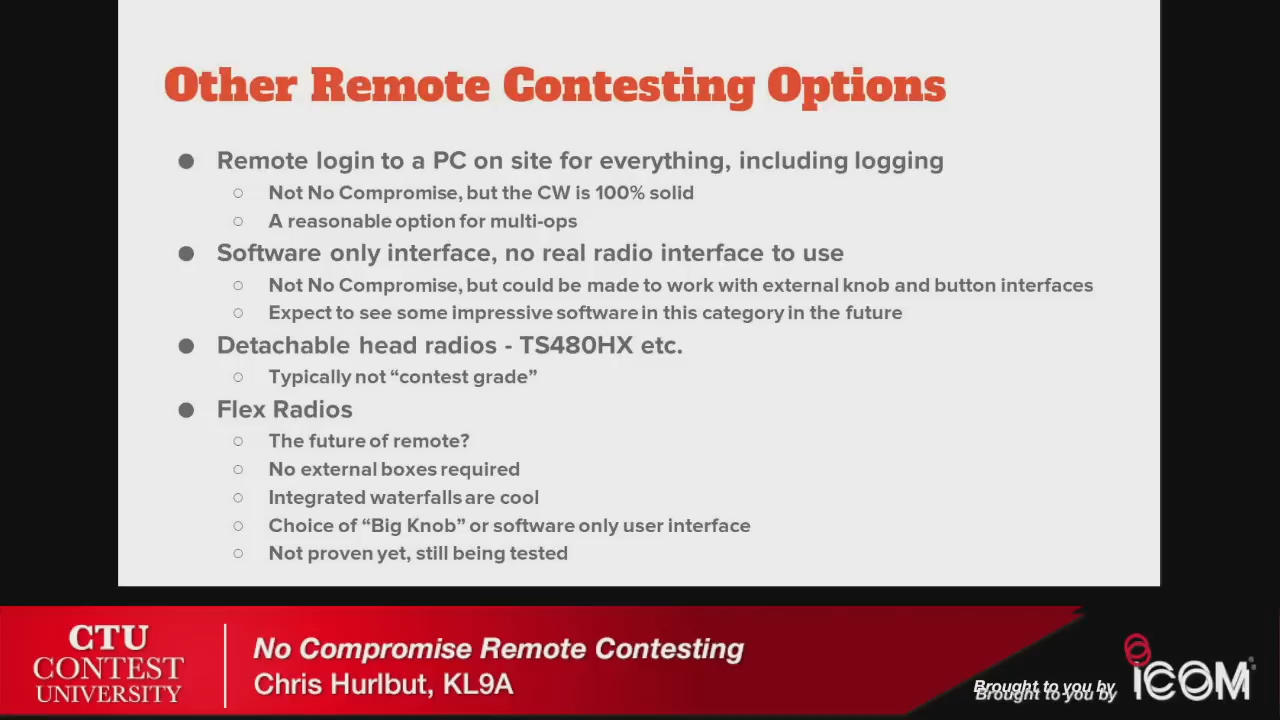 Other Remote Contesting Options
● Remote login to a PC on site for everything, including logging
○ Not No Compromise, but the CW is 100% solid
○ A reasonable option for multi-ops
● Software only interface, no real radio interface to use
○ Not No Compromise, but could be made to work with external knob and button interfaces
○ Expect to see some impressive software in this category in the future
● Detachable head radios - TS480HX etc.
○ Typically not “contest grade”
● Flex Radios
○ The future of remote?
○ No external boxes required
○ Integrated waterfalls are cool
○ Choice of “Big Knob” or software only user interface
○ Not proven yet, still being tested
CTU
CONTEST
UNIVERSITY
No Compromise Remote Contesting
Chris Hurlbut, KL9A
Brought to you by
ICOM